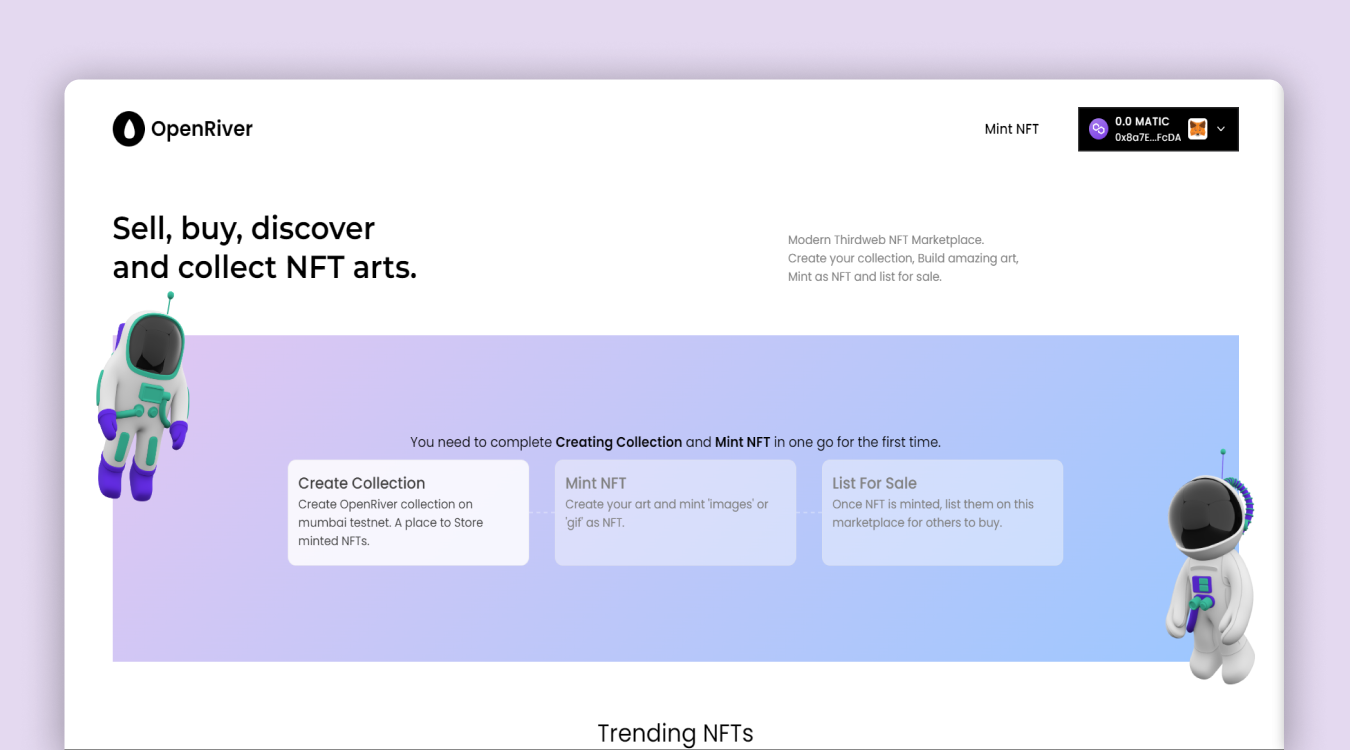 OpenRiver
Mint NFT
0.0 MATIC
0x8a7E...FcDA
Sell, buy, discover
and collect NFT arts.
Modern Thirdweb NFT Marketplace.
Create your collection, Build amazing art,
Mint as NFT and list for sale.
You need to complete Creating Collection and Mint NFT in one go for the first time.
Create Collection
Create OpenRiver collection on
mumbai testnet. A place to Store
minted NFTs.
Mint NFT
Create your art and mint 'images' or
'gif' as NFT.
List For Sale
Once NFT is minted, list them on this
marketplace for others to buy.
Trending NFTs